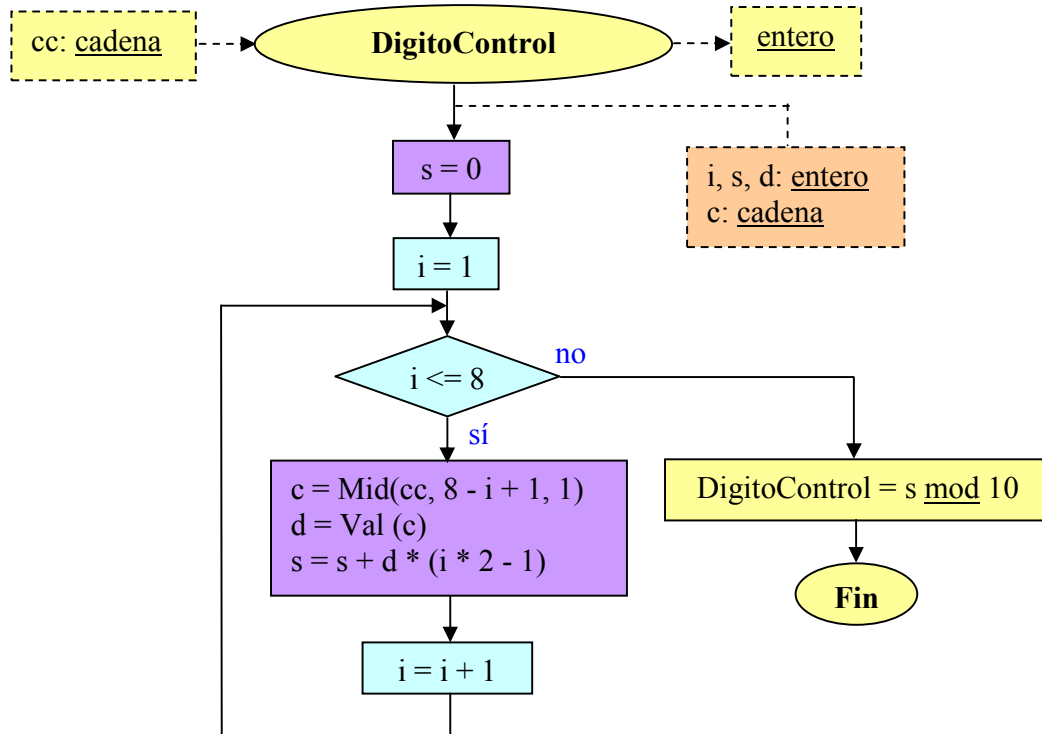 cc: cadena
DigitoControl
entero
s = 0
i, s, d: entero
c: cadena
i = 1
i <= 8
no
sí
c = Mid(cc, 8 - i + 1, 1)
d = Val (c)
s = s + d * (i * 2 - 1)
DigitoControl = s mod 10
Fin
i = i + 1